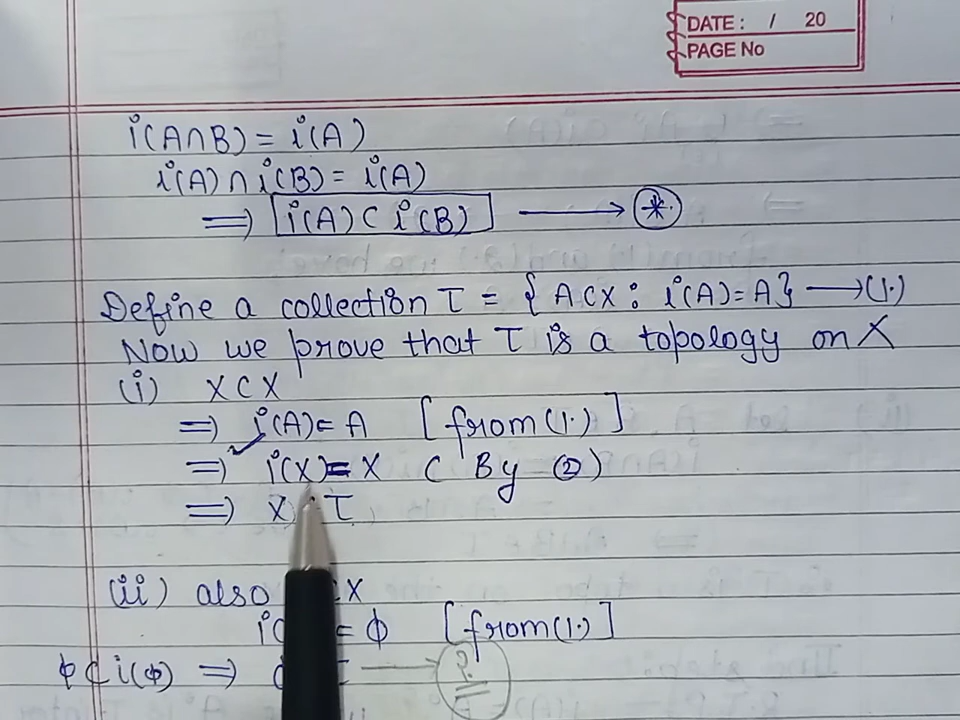 DATE : / 20
PAGE No
i(A∩B) = i(A)
i(A) ∩ i(B) = i(A)
⟹ i(A) ⊂ i(B) ⟶ *
Define a collection τ = { A⊂X : i(A)=A} ⟶(1.)
Now we prove that τ is a topology on X
(i) X⊂X
⟹ i(A)= A [from (1.)]
⟹ i(X)= X ( By ②)
⟹ X τ
(ii) also X
i( = ϕ [from (1.)]
ϕ⊄i(ϕ) ⟹ ⟶ ?